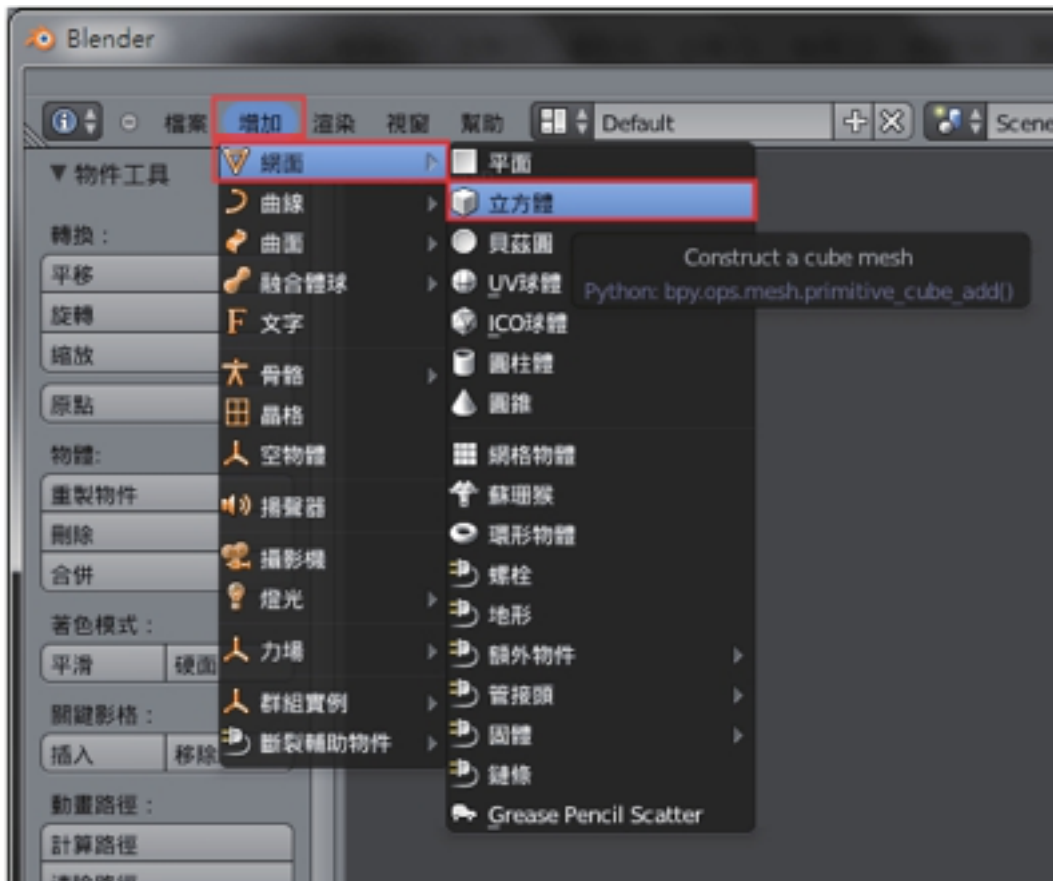 Blender
檔案 增加 渲染 視窗 幫助 Default Scene
物件工具
轉換：
平移
旋轉
縮放
原點
物體:
重製物件
刪除
合併
著色模式：
平滑 硬面
關鍵影格：
插入 移除
動畫路徑：
計算路徑
清除路徑
網面
曲線
曲面
融合體球
文字
骨骼
晶格
空物體
揚聲器
攝影機
燈光
力場
群組實例
斷裂輔助物件
平面
立方體
貝茲圓
UV球體
ICO球體
圓柱體
圓錐
網格物體
蘇珊猴
環形物體
螺栓
地形
額外物件
管接頭
固體
鏈條
Grease Pencil Scatter
Construct a cube mesh
Python: bpy.ops.mesh.primitive_cube_add()